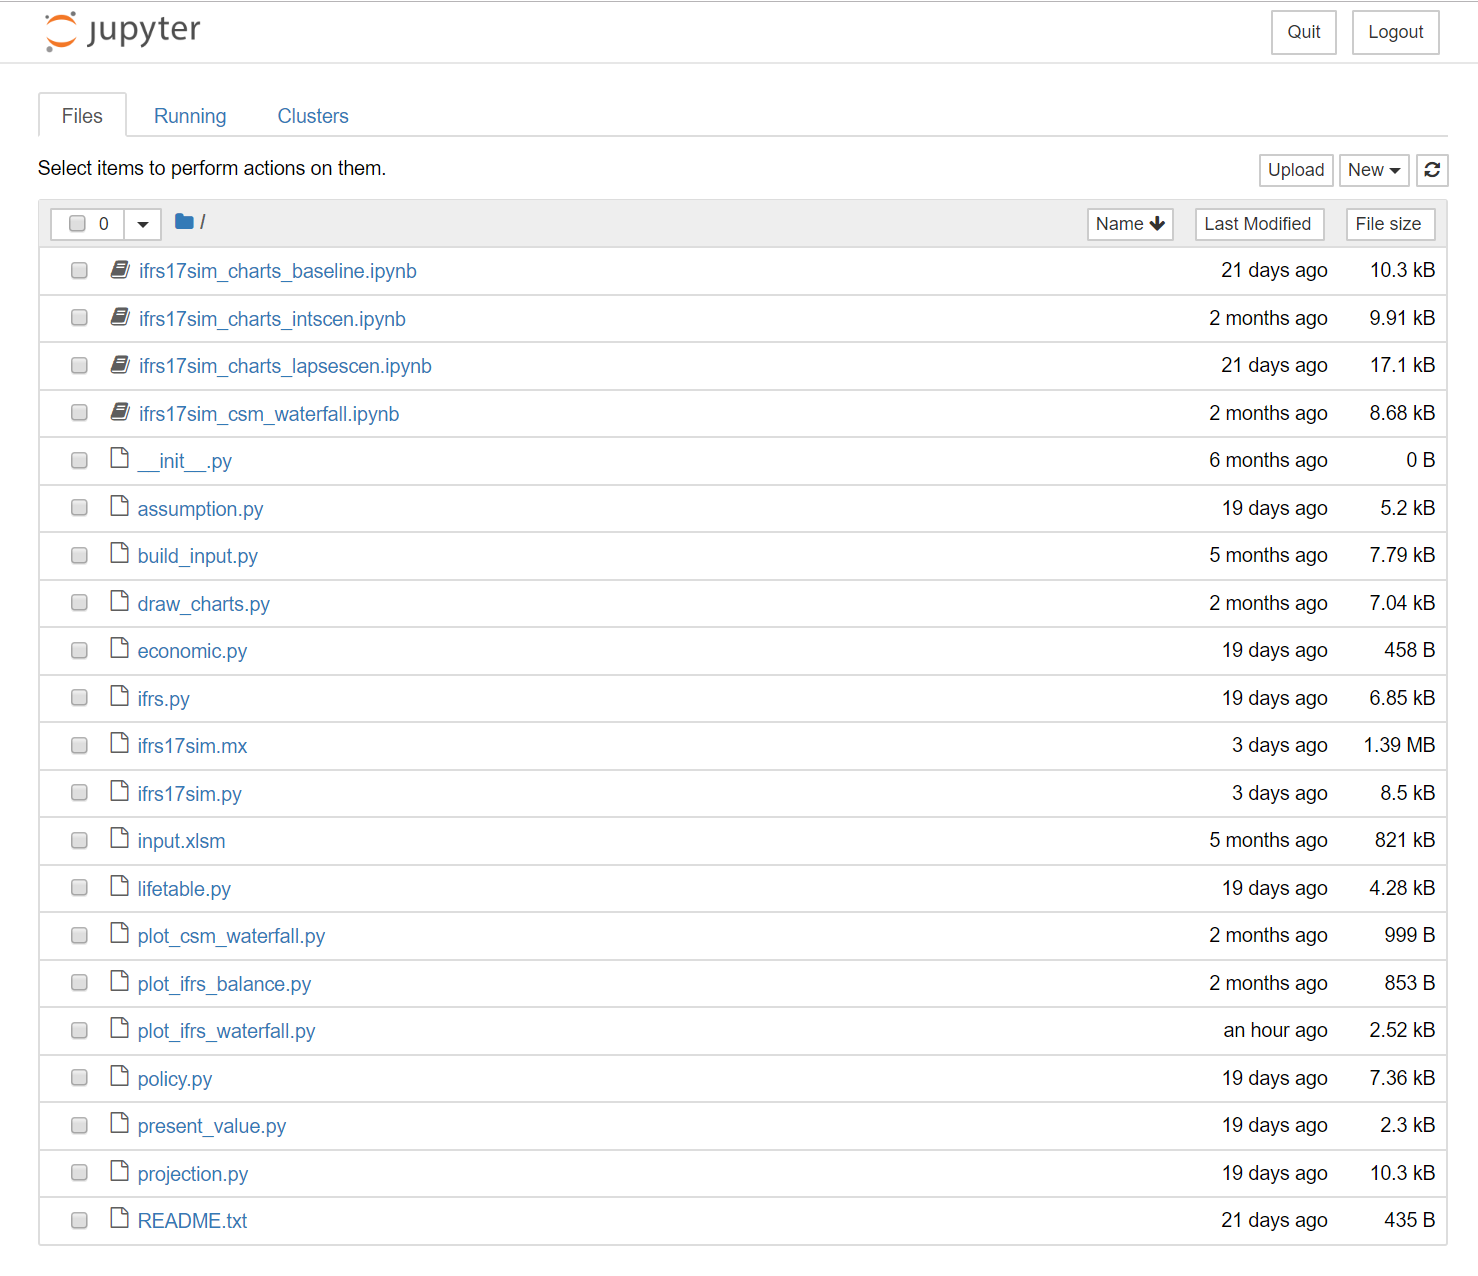 jupyter Quit Logout
Files Running Clusters
Select items to perform actions on them. Upload New
0 / Name Last Modified File size
ifrs17sim_charts_baseline.ipynb 21 days ago 10.3 kB
ifrs17sim_charts_intscen.ipynb 2 months ago 9.91 kB
ifrs17sim_charts_lapsescen.ipynb 21 days ago 17.1 kB
ifrs17sim_csm_waterfall.ipynb 2 months ago 8.68 kB
__init__.py 6 months ago 0 B
assumption.py 19 days ago 5.2 kB
build_input.py 5 months ago 7.79 kB
draw_charts.py 2 months ago 7.04 kB
economic.py 19 days ago 458 B
ifrs.py 19 days ago 6.85 kB
ifrs17sim.mx 3 days ago 1.39 MB
ifrs17sim.py 3 days ago 8.5 kB
input.xlsm 5 months ago 821 kB
lifetable.py 19 days ago 4.28 kB
plot_csm_waterfall.py 2 months ago 999 B
plot_ifrs_balance.py 2 months ago 853 B
plot_ifrs_waterfall.py an hour ago 2.52 kB
policy.py 19 days ago 7.36 kB
present_value.py 19 days ago 2.3 kB
projection.py 19 days ago 10.3 kB
README.txt 21 days ago 435 B